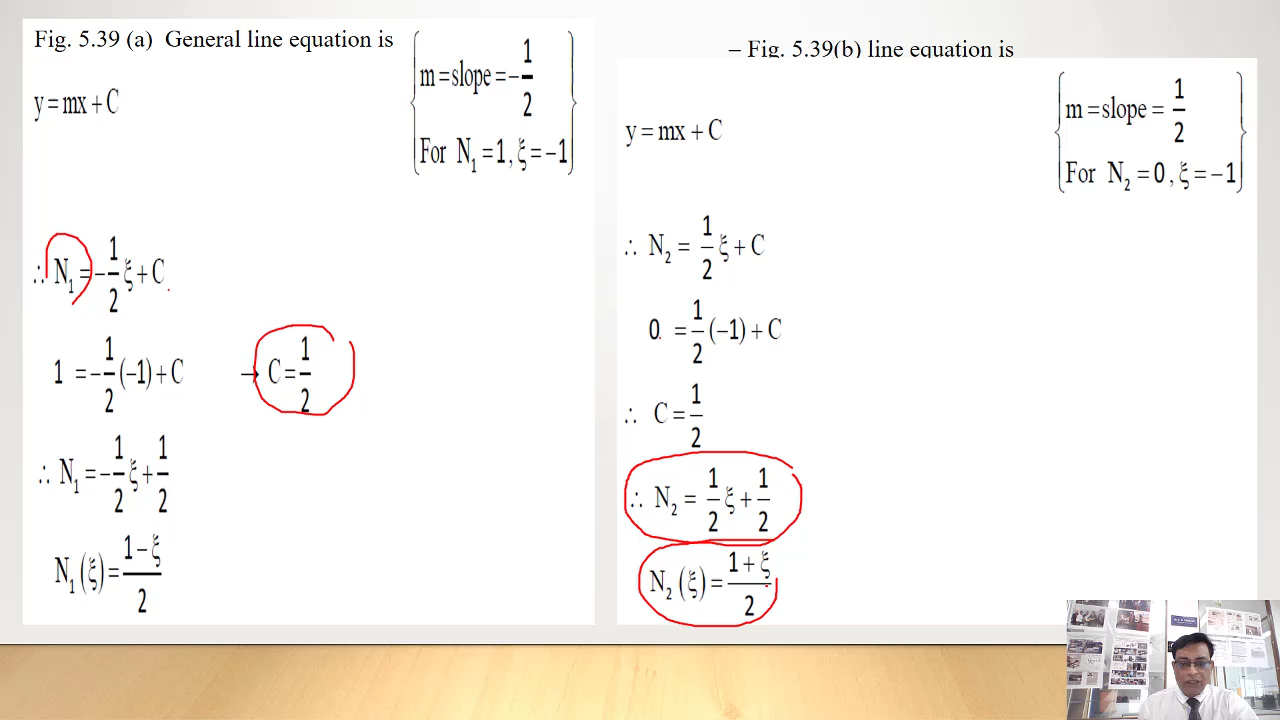 Fig. 5.39 (a)  General line equation is
y = mx + C
{ m = slope = -1/2
For N₁ = 1, ξ = -1 }
∴ N₁ = -1/2 ξ + C
1 = -1/2 (-1) + C → C = 1/2
∴ N₁ = -1/2 ξ + 1/2
N₁(ξ) = (1 - ξ)/2
– Fig. 5.39(b) line equation is
y = mx + C
{ m = slope = 1/2
For N₂ = 0, ξ = -1 }
∴ N₂ = 1/2 ξ + C
0 = 1/2 (-1) + C
∴ C = 1/2
∴ N₂ = 1/2 ξ + 1/2
N₂(ξ) = (1 + ξ)/2